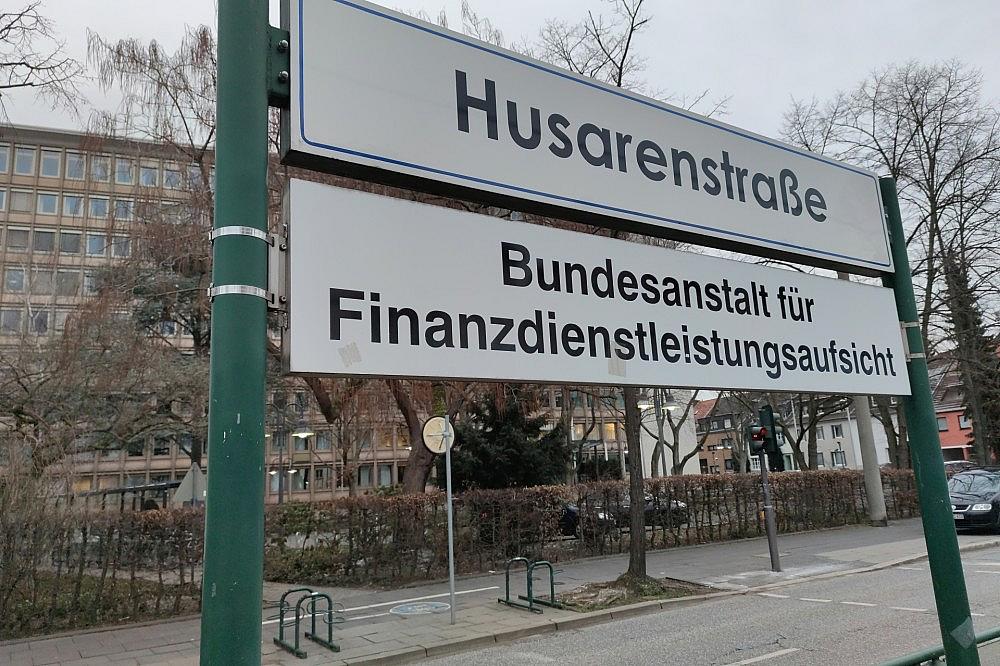 Husarenstraße
Bundesanstalt für
Finanzdienstleistungsaufsicht